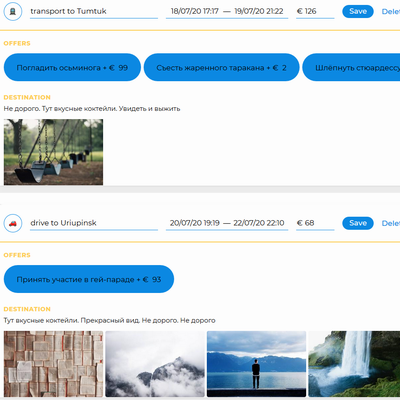 transport to Tumtuk 18/07/20 17:17 — 19/07/20 21:22 € 126 Save Delet
OFFERS
Погладить осьминога + € 99 Съесть жаренного таракана + € 2 Шлёпнуть стюардессу
DESTINATION
Не дорого. Тут вкусные коктейли. Увидеть и выжить
drive to Uriupinsk 20/07/20 19:19 — 22/07/20 22:10 € 68 Save Delet
OFFERS
Принять участие в гей-параде + € 93
DESTINATION
Тут вкусные коктейли. Прекрасный вид. Не дорого. Не дорого